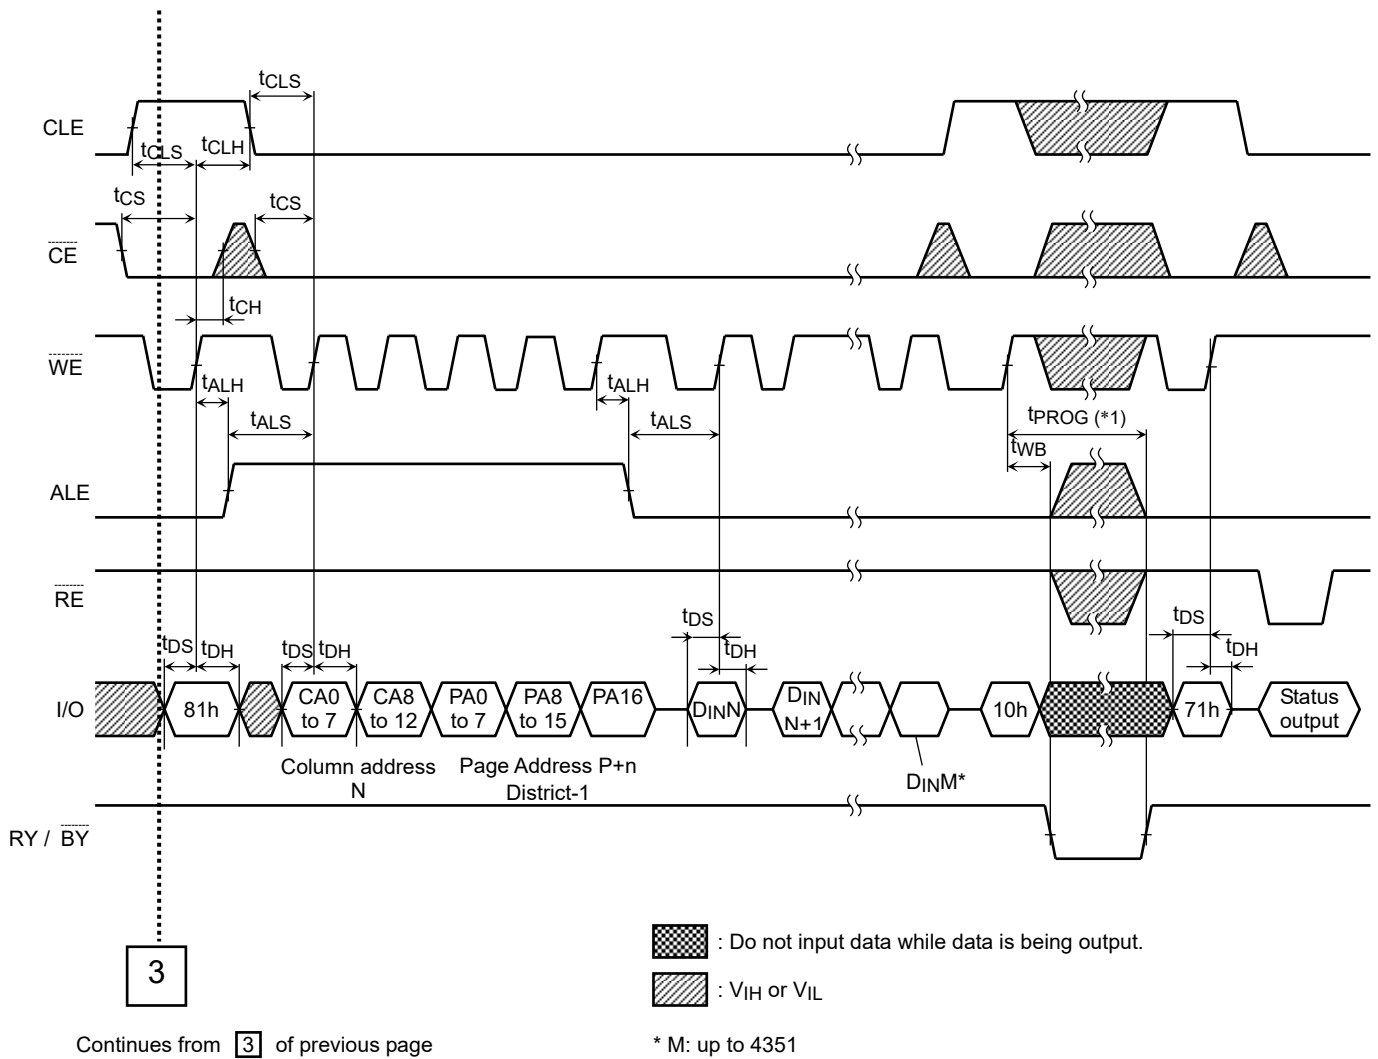 tCLS
CLE
tCLS tCLH
tCS tCS
CE
tCH
WE
tALH tALH
tALS tALS
tPROG (*1)
tWB
ALE
RE
tDS tDH tDS tDH tDS tDH tDS tDH
I/O
81h
CA0 to 7
CA8 to 12
PA0 to 7
PA8 to 15
PA16
DINN
DIN N+1
10h
71h
Status output
Column address N
Page Address P+n District-1
DINM*
RY / BY
3
: Do not input data while data is being output.
: VIH or VIL
Continues from 3 of previous page
* M: up to 4351